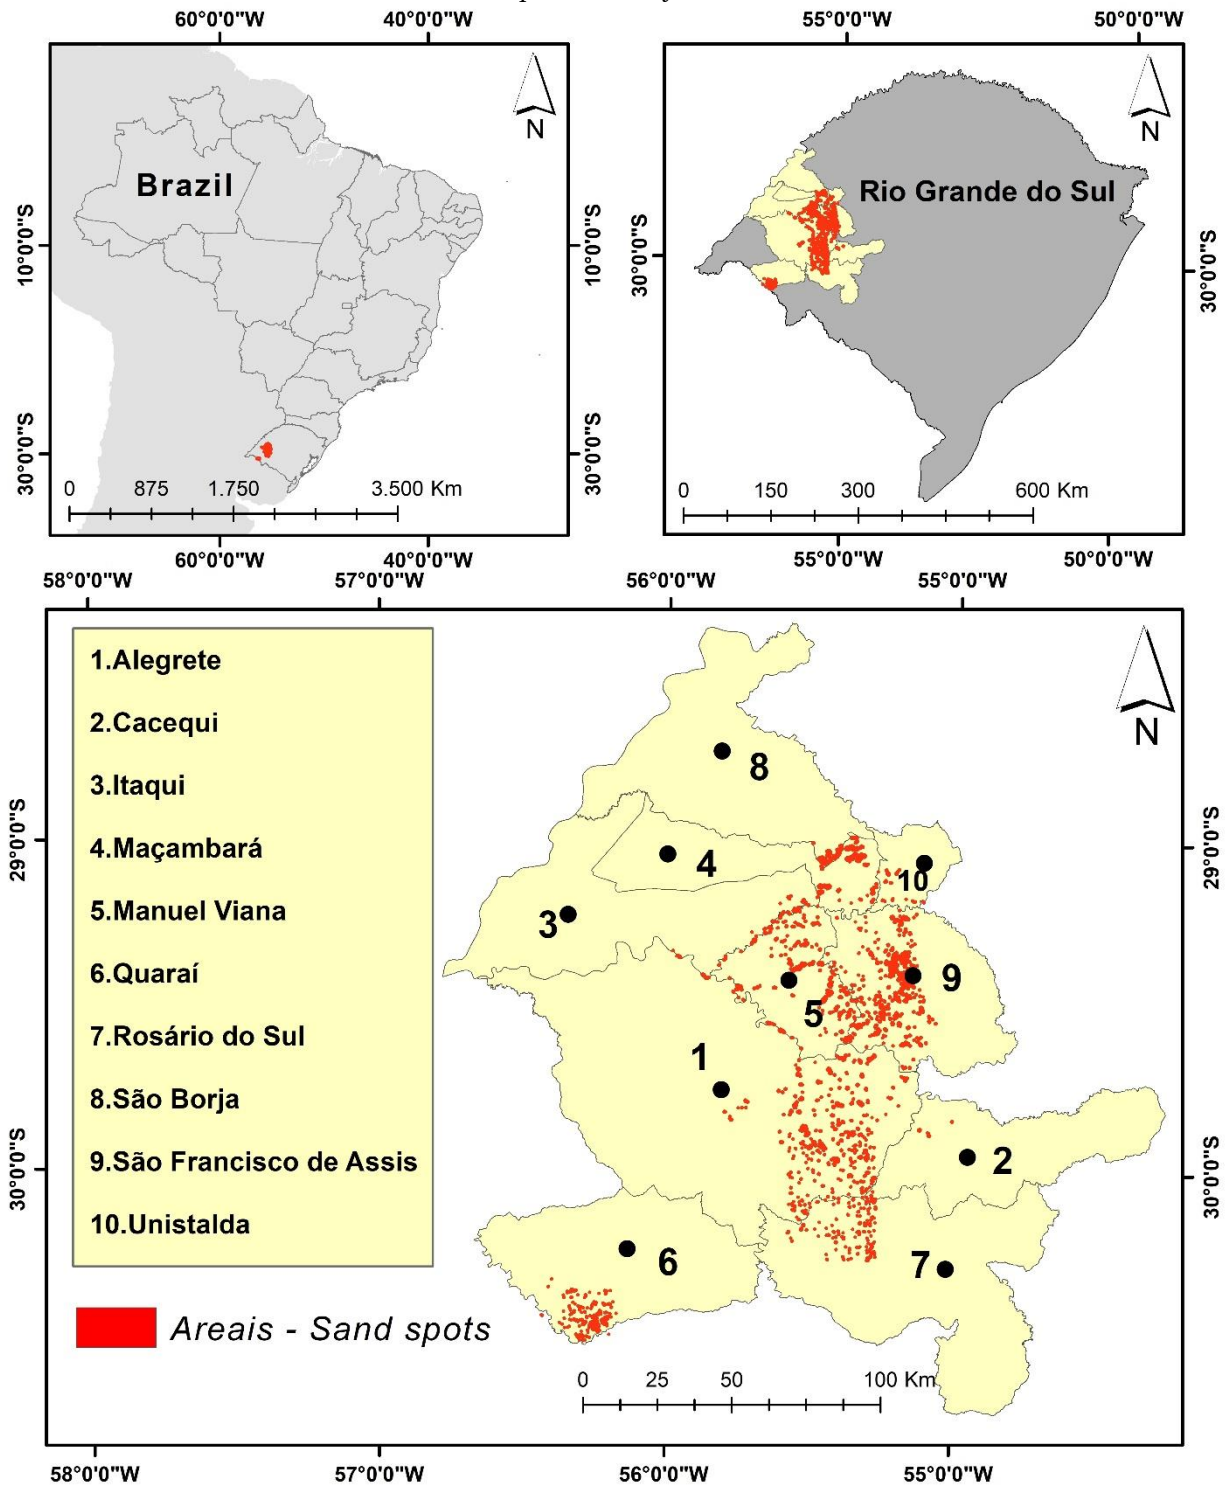 60°0'0"W 40°0'0"W 55°0'0"W 50°0'0"W
N
N
Brazil
Rio Grande do Sul
10°0'0"S
10°0'0"S
30°0'0"S
30°0'0"S
30°0'0"S
30°0'0"S
0 875 1.750 3.500 Km
0 150 300 600 Km
60°0'0"W 40°0'0"W 55°0'0"W 50°0'0"W
58°0'0"W 57°0'0"W 56°0'0"W 55°0'0"W
1.Alegrete
2.Cacequi
3.Itaqui
4.Maçambará
5.Manuel Viana
6.Quaraí
7.Rosário do Sul
8.São Borja
9.São Francisco de Assis
10.Unistalda
N
8
29°0'0"S
29°0'0"S
4
10
3
9
5
1
2
30°0'0"S
30°0'0"S
6
7
Areais - Sand spots
0 25 50 100 Km
58°0'0"W 57°0'0"W 56°0'0"W 55°0'0"W